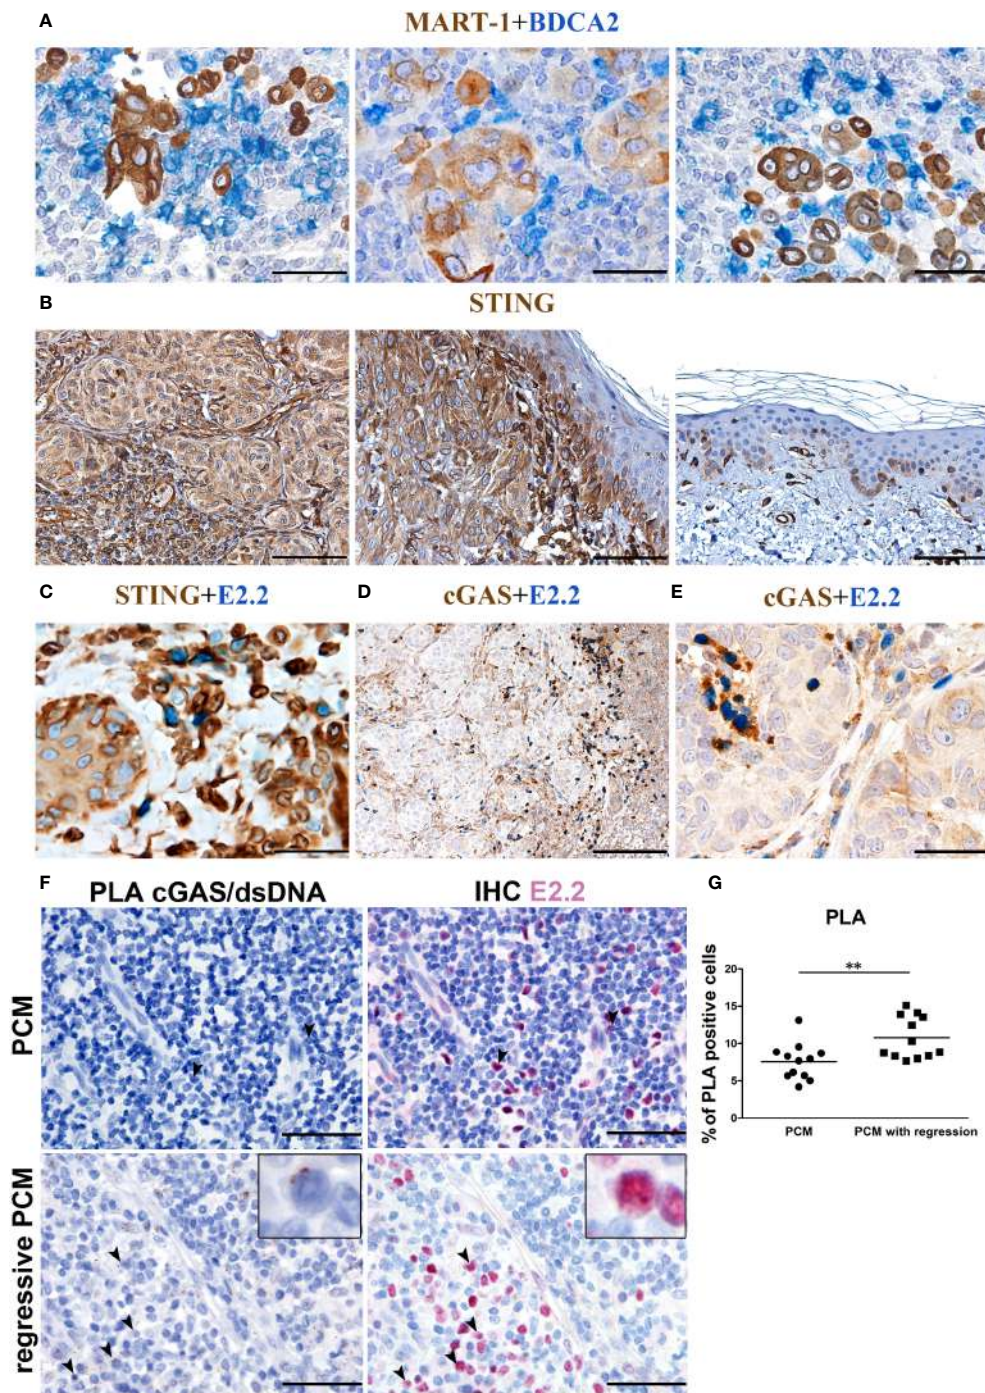 A
MART-1+BDCA2
B
STING
C
STING+E2.2
D
cGAS+E2.2
E
cGAS+E2.2
F
PLA cGAS/dsDNA
IHC E2.2
PCM
regressive PCM
G
PLA
% of PLA positive cells
20
15
10
5
0
**
PCM
PCM with regression